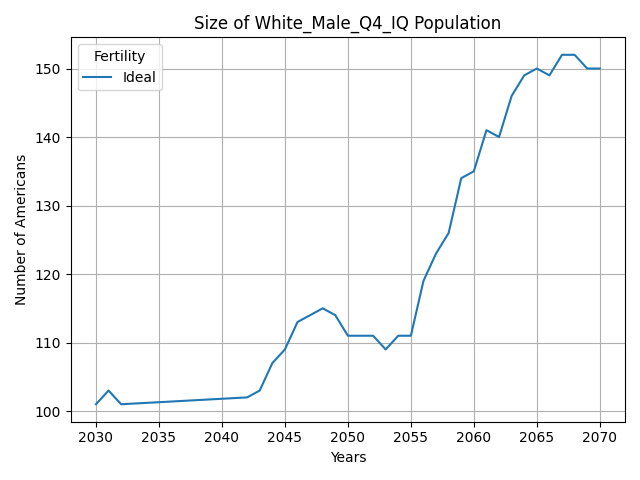 Size of White_Male_Q4_IQ Population
Fertility
Ideal
Number of Americans
150
140
130
120
110
100
2030 2035 2040 2045 2050 2055 2060 2065 2070
Years